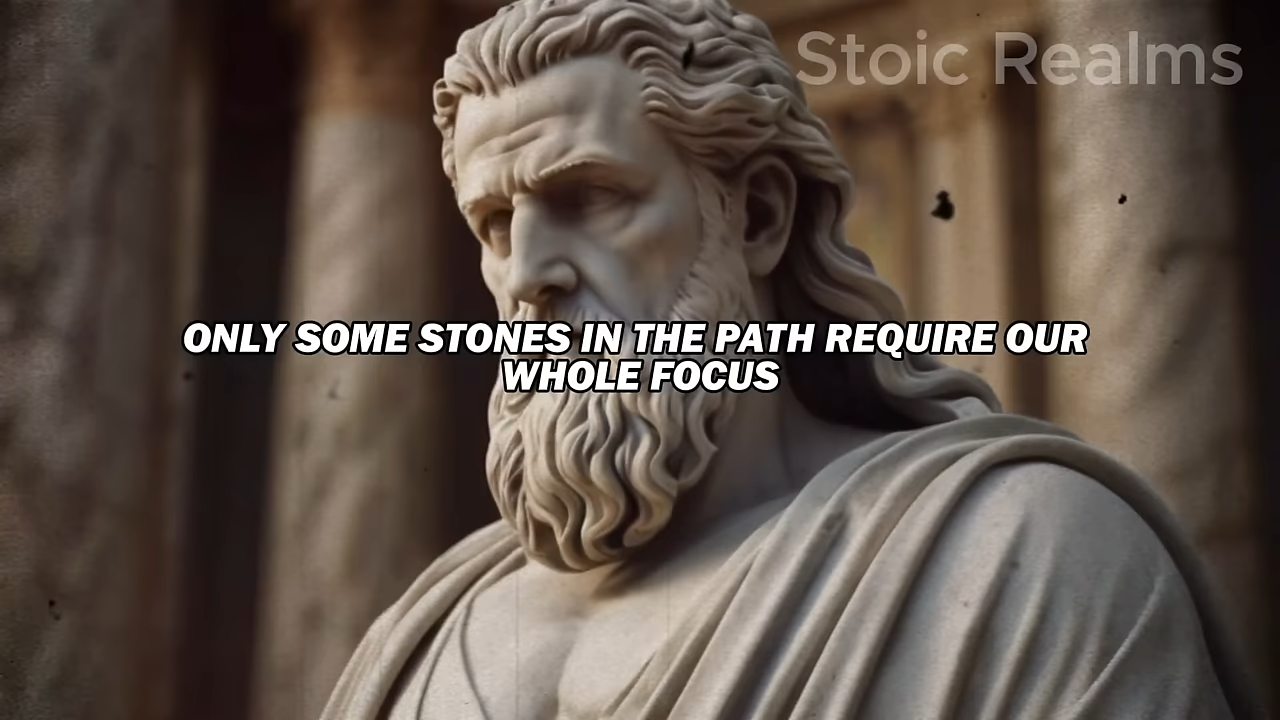 Stoic Realms
ONLY SOME STONES IN THE PATH REQUIRE OUR
WHOLE FOCUS